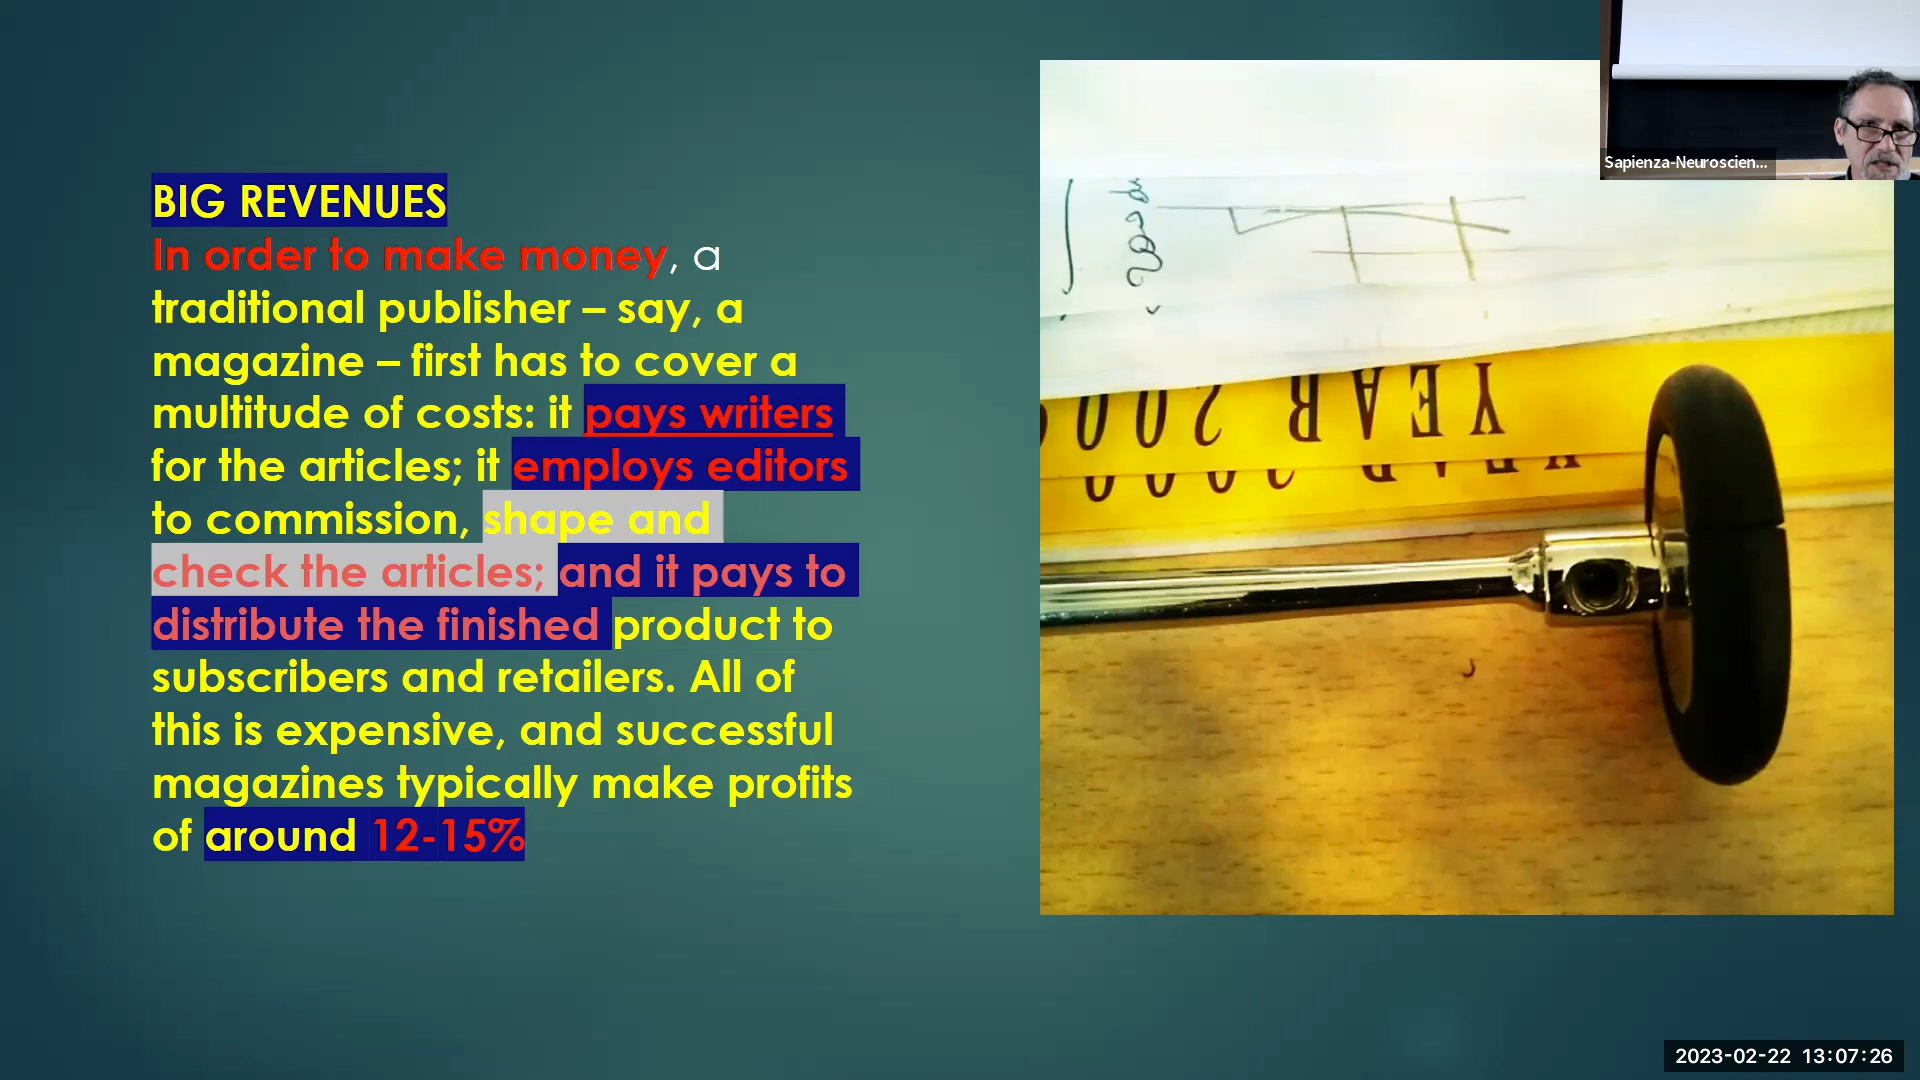 BIG REVENUES
In order to make money, a
traditional publisher – say, a
magazine – first has to cover a
multitude of costs: it pays writers
for the articles; it employs editors
to commission, shape and
check the articles; and it pays to
distribute the finished product to
subscribers and retailers. All of
this is expensive, and successful
magazines typically make profits
of around 12-15%
Sapienza-Neuroscien...
YEAR 200
YEAR 2000
2023-02-22 13:07:26